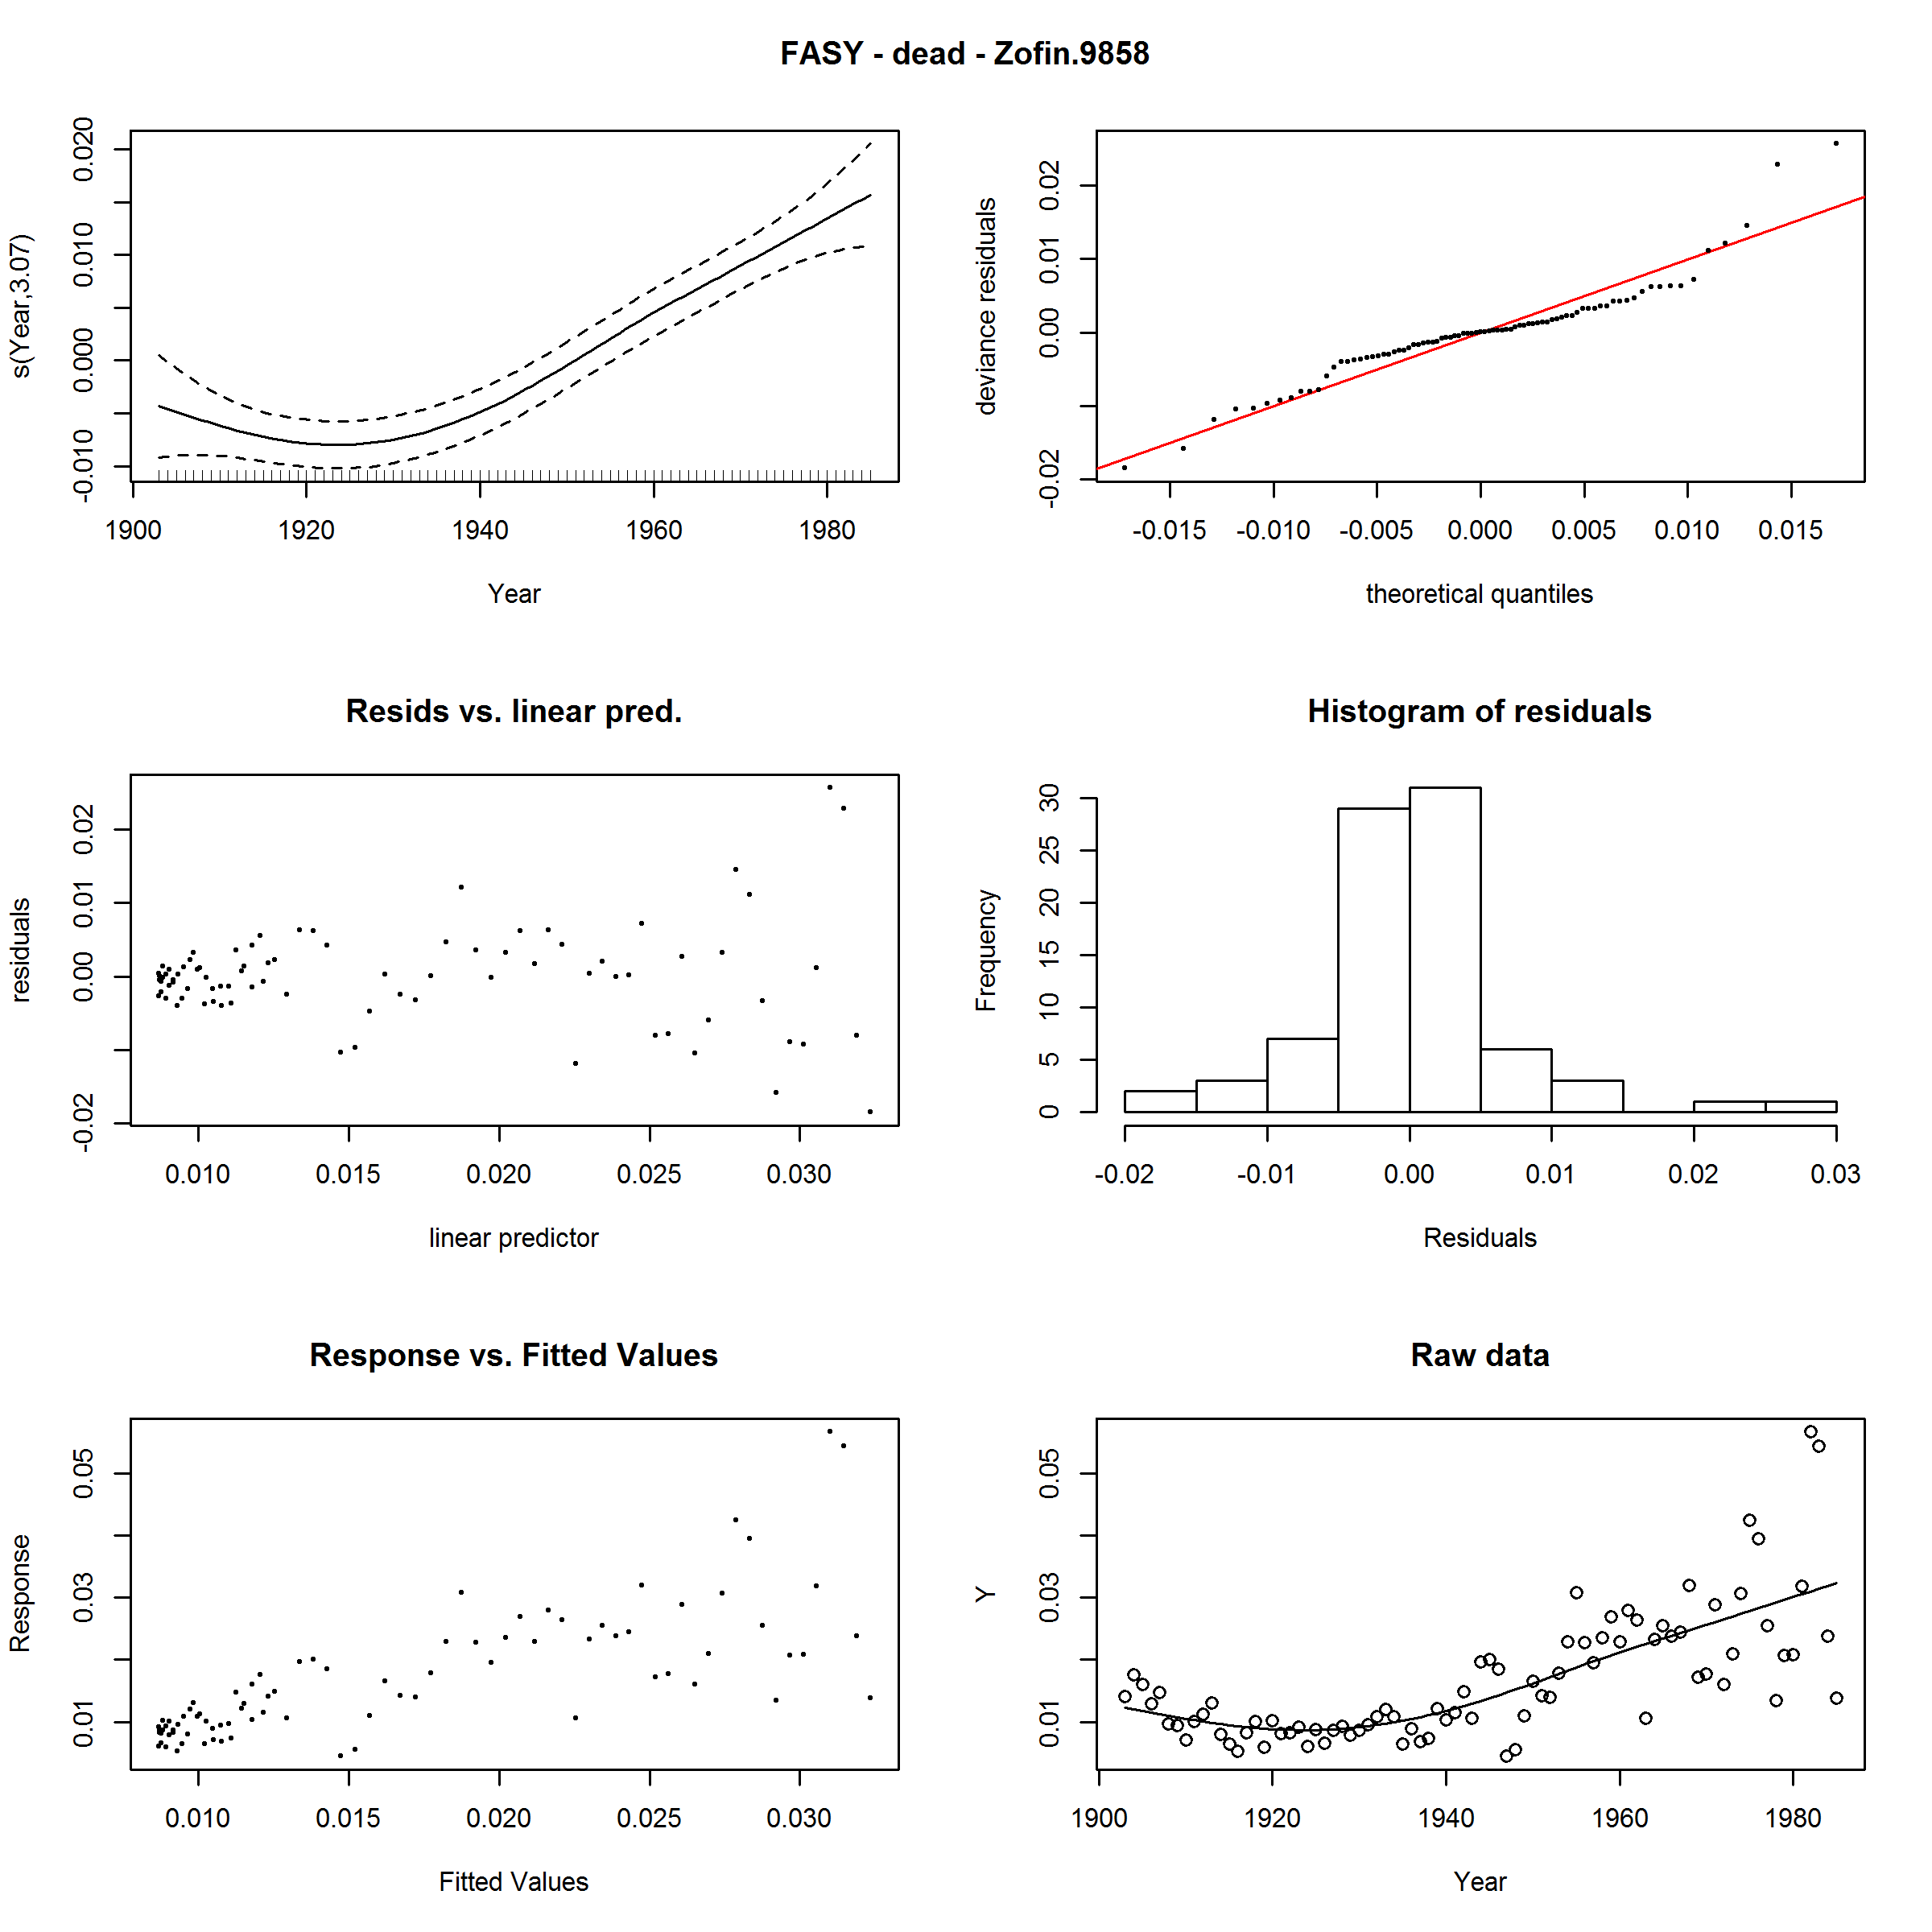 FASY - dead - Zofin.9858
s(Year,3.07)
-0.010 0.000 0.010 0.020
1900 1920 1940 1960 1980
Year
deviance residuals
-0.02 0.00 0.01 0.02
-0.015 -0.010 -0.005 0.000 0.005 0.010 0.015
theoretical quantiles
Resids vs. linear pred.
residuals
-0.02 0.00 0.01 0.02
0.010 0.015 0.020 0.025 0.030
linear predictor
Histogram of residuals
Frequency
0 5 10 15 20 25 30
-0.02 -0.01 0.00 0.01 0.02 0.03
Residuals
Response vs. Fitted Values
Response
0.01 0.03 0.05
0.010 0.015 0.020 0.025 0.030
Fitted Values
Raw data
Y
0.01 0.03 0.05
1900 1920 1940 1960 1980
Year